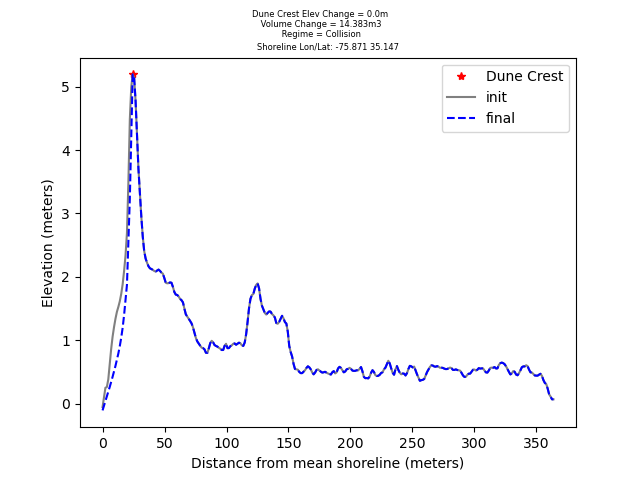 Dune Crest Elev Change = 0.0m
Volume Change = 14.383m3
Regime = Collision
Shoreline Lon/Lat: -75.871 35.147
Dune Crest
init
final
Elevation (meters)
5
4
3
2
1
0
0 50 100 150 200 250 300 350
Distance from mean shoreline (meters)